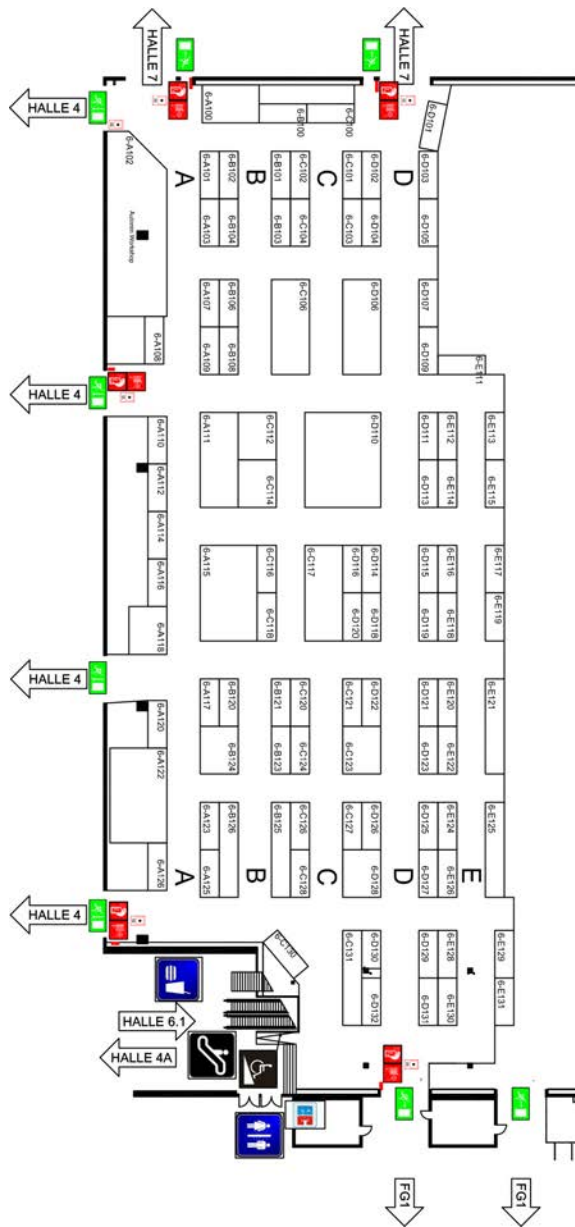 HALLE 7
HALLE 7
HALLE 4
6-A100
6-B100
6-C100
6-D101
6-A102
Autoren Workshop
A
6-A101
6-B102
B
6-B101
6-C102
C
6-C101
6-D102
D
6-D103
6-A103
6-B104
6-B103
6-C104
6-C103
6-D104
6-D105
6-A107
6-B106
6-C106
6-D106
6-D107
6-A108
6-A109
6-B108
6-D109
6-E111
HALLE 4
6-A110
6-A111
6-C112
6-D110
6-D111
6-E112
6-E113
6-A112
6-C114
6-D113
6-E114
6-E115
6-A114
6-A115
6-C116
6-C117
6-D116
6-D114
6-D115
6-E116
6-E117
6-A116
6-C118
6-D120
6-D118
6-D119
6-E118
6-E119
6-A118
HALLE 4
6-A117
6-B120
6-B121
6-C120
6-C121
6-D122
6-D121
6-E120
6-E121
6-A120
6-B124
6-B123
6-C124
6-C123
6-D123
6-E122
6-A122
6-A123
6-B126
6-B125
6-C126
6-C127
6-D126
6-D125
6-E124
6-E125
6-A126
6-A125
6-C128
6-D128
6-D127
6-E126
A
B
C
D
E
HALLE 4
6-C130
6-C131
6-D130
6-D129
6-E128
6-E129
6-D132
6-D131
6-E130
6-E131
HALLE 6.1
HALLE 4A
EC
FG1
FG1